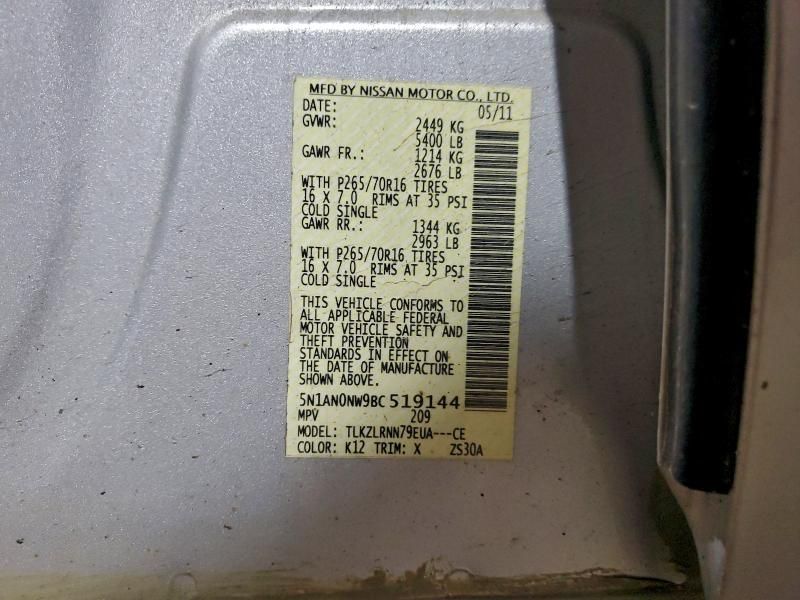 MFD BY NISSAN MOTOR CO., LTD.
DATE: 05/11
GVWR: 2449 KG
5400 LB
GAWR FR.: 1214 KG
2676 LB
WITH P265/70R16 TIRES
16 X 7.0 RIMS AT 35 PSI
COLD SINGLE
GAWR RR.: 1344 KG
2963 LB
WITH P265/70R16 TIRES
16 X 7.0 RIMS AT 35 PSI
COLD SINGLE
THIS VEHICLE CONFORMS TO
ALL APPLICABLE FEDERAL
MOTOR VEHICLE SAFETY AND
THEFT PREVENTION
STANDARDS IN EFFECT ON
THE DATE OF MANUFACTURE
SHOWN ABOVE.
5N1AN0NW9BC 519144
MPV 209
MODEL: TLKZLRNN79EUA---CE
COLOR: K12 TRIM: X ZS30A